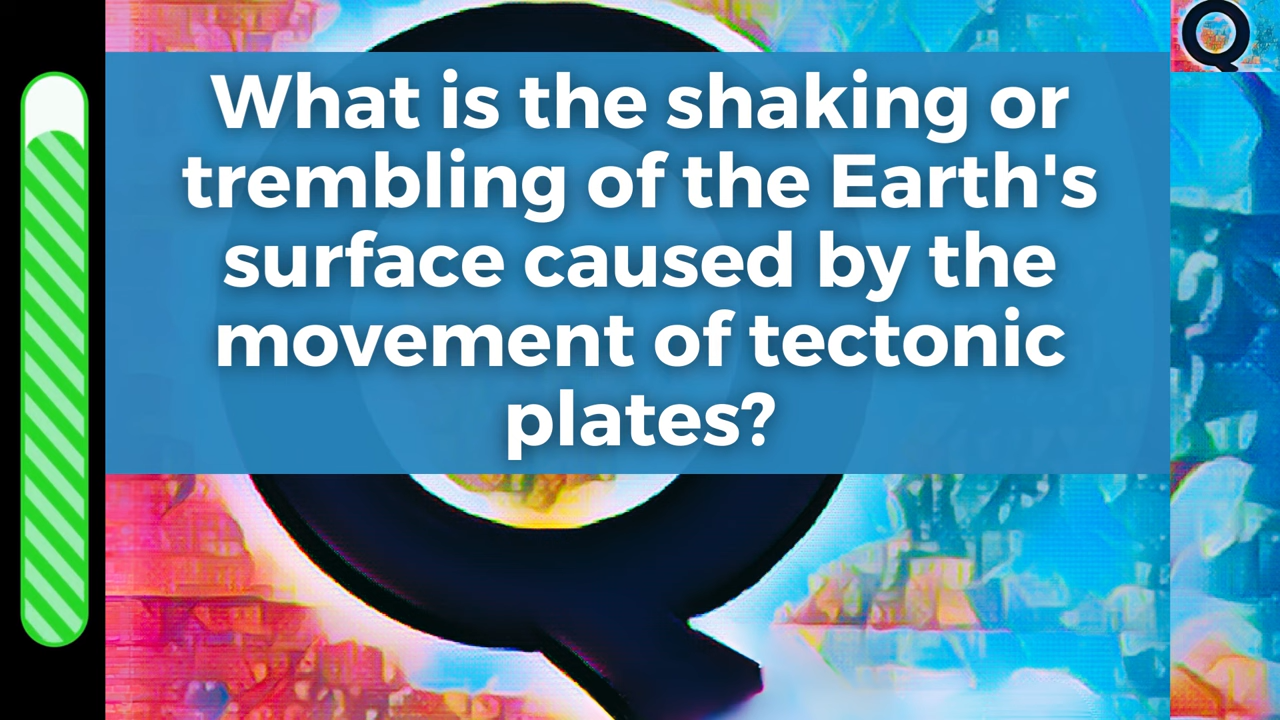 What is the shaking or
trembling of the Earth's
surface caused by the
movement of tectonic
plates?
Q